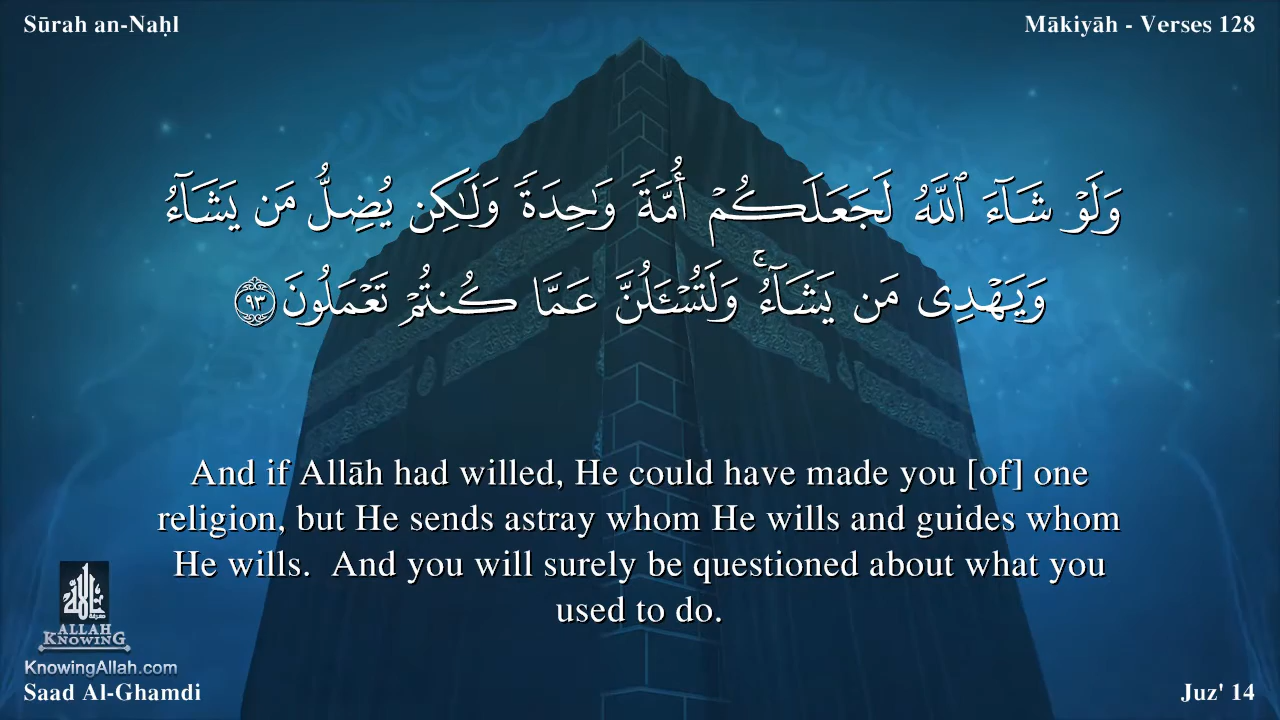 Sūrah an-Naḥl
Mākiyāh - Verses 128
وَلَوْ شَآءَ ٱللَّهُ لَجَعَلَكُمْ أُمَّةً وَٰحِدَةً وَلَٰكِن يُضِلُّ مَن يَشَآءُ
وَيَهْدِى مَن يَشَآءُ ۚ وَلَتُسْـَٔلُنَّ عَمَّا كُنتُمْ تَعْمَلُونَ ٩٣
And if Allāh had willed, He could have made you [of] one
religion, but He sends astray whom He wills and guides whom
He wills.  And you will surely be questioned about what you
used to do.
ALLAH
KNOWING
KnowingAllah.com
Saad Al-Ghamdi
Juz' 14